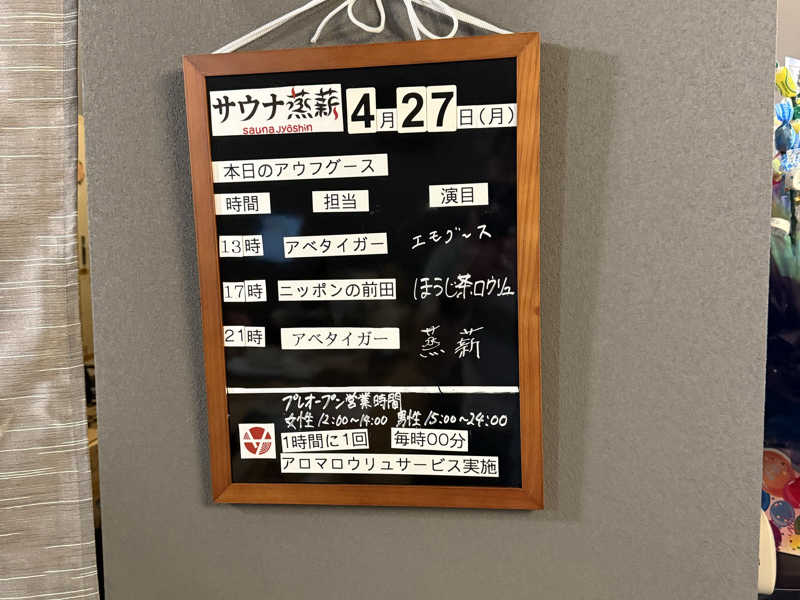 サウナ蒸薪 4月27日(月)
sauna Jyōshin
本日のアウフグース
時間 担当 演目
13時 アベタイガー エモグース
17時 ニッポンの前田 ほうじ茶ロウリュ
21時 アベタイガー 蒸薪
プレオープン営業時間
女性12:00〜14:00 男性15:00〜24:00
1時間に1回 毎時00分
アロマロウリュサービス実施